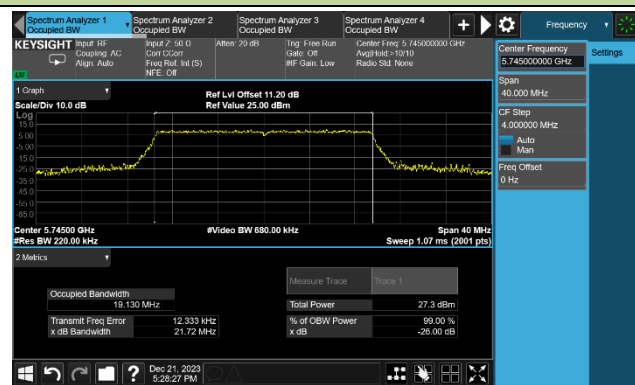 Spectrum Analyzer 1
Occupied BW
Spectrum Analyzer 2
Occupied BW
Spectrum Analyzer 3
Occupied BW
Spectrum Analyzer 4
Occupied BW
Frequency
KEYSIGHT
Input: RF
Coupling: AC
Align: Auto
Input Z: 50 Ω
Corr CCorr
Freq Ref: Int (S)
NFE: Off
Atten: 20 dB
Trig: Free Run
Gate: Off
#IF Gain: Low
Center Freq: 5.745000000 GHz
Avg|Hold:>10/10
Radio Std: None
Center Frequency
5.745000000 GHz
Settings
Span
40.000 MHz
CF Step
4.000000 MHz
Auto
Man
Freq Offset
0 Hz
1 Graph
Scale/Div 10.0 dB
Ref Lvl Offset 11.20 dB
Ref Value 25.00 dBm
Log
15.0
5.00
-5.00
-15.0
-25.0
-35.0
-45.0
-55.0
-65.0
Center 5.74500 GHz
#Res BW 220.00 kHz
#Video BW 680.00 kHz
Span 40 MHz
Sweep 1.07 ms (2001 pts)
2 Metrics
Measure Trace
Trace 1
Occupied Bandwidth
19.130 MHz
Total Power
27.3 dBm
Transmit Freq Error
12.333 kHz
% of OBW Power
99.00 %
x dB Bandwidth
21.72 MHz
x dB
-26.00 dB
Dec 21, 2023
5:28:27 PM